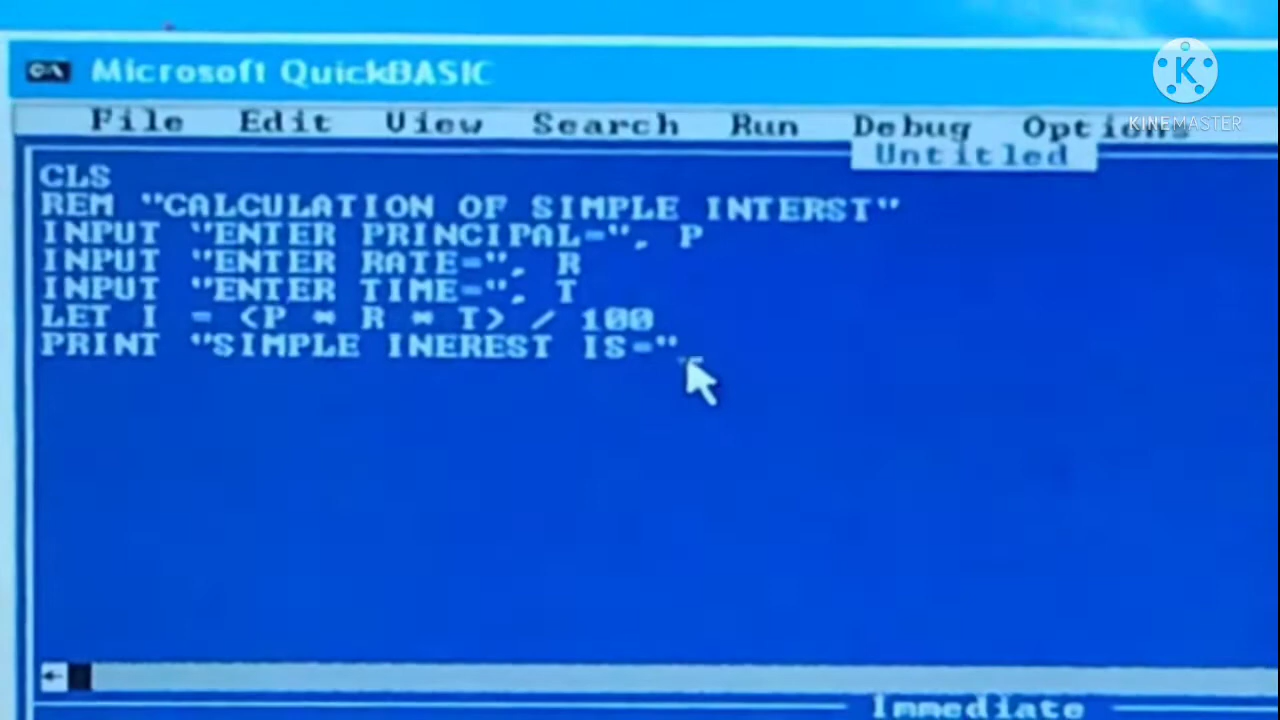 C:\ Microsoft QuickBASIC
K
KINEMASTER
File Edit View Search Run Debug Options
Untitled
CLS
REM "CALCULATION OF SIMPLE INTERST"
INPUT "ENTER PRINCIPAL=", P
INPUT "ENTER RATE=", R
INPUT "ENTER TIME=", T
LET I = (P * R * T) / 100
PRINT "SIMPLE INEREST IS="
Immediate